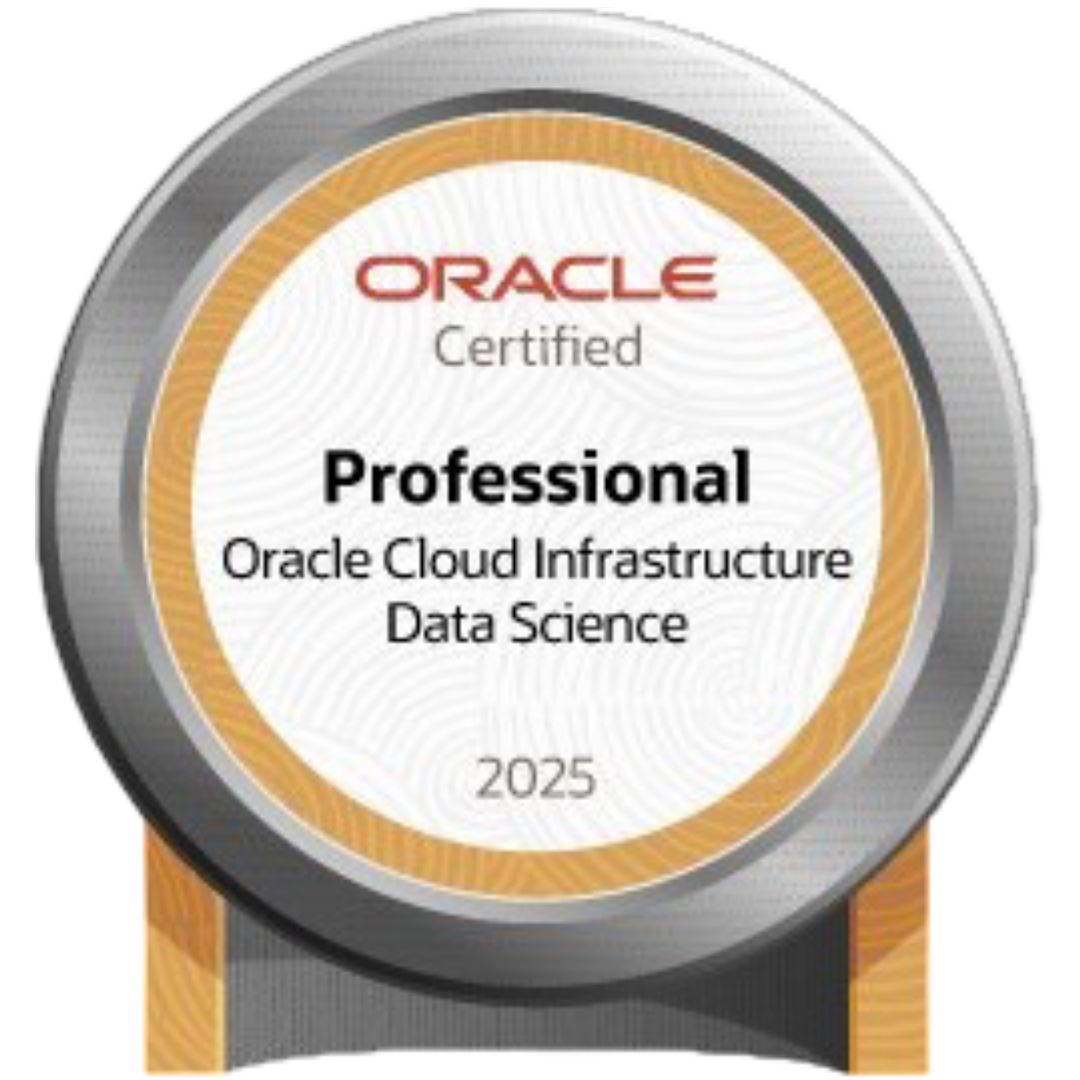 ORACLE
Certified
Professional
Oracle Cloud Infrastructure
Data Science
2025